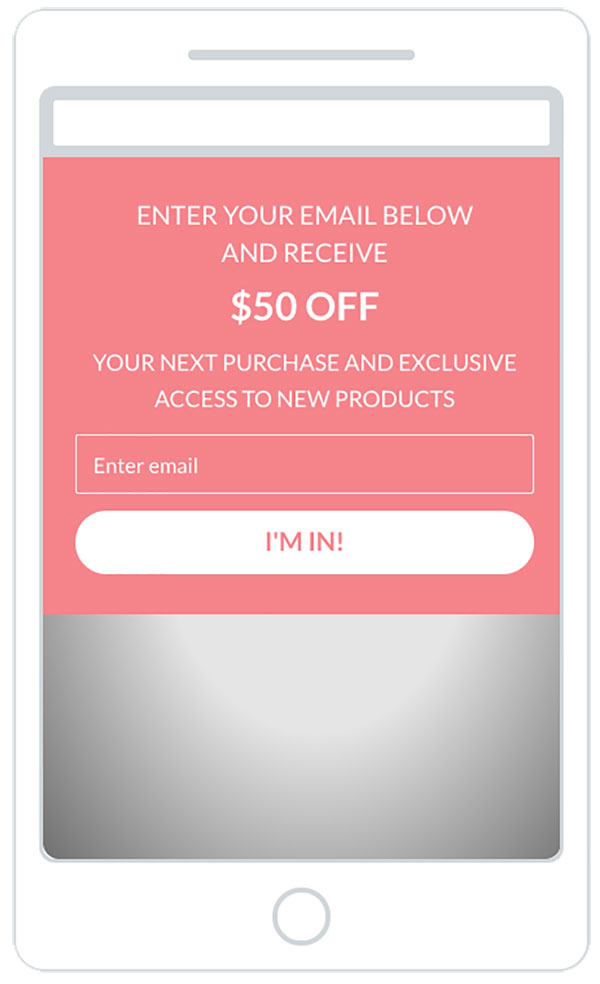 ENTER YOUR EMAIL BELOW
AND RECEIVE
$50 OFF
YOUR NEXT PURCHASE AND EXCLUSIVE
ACCESS TO NEW PRODUCTS
Enter email
I'M IN!